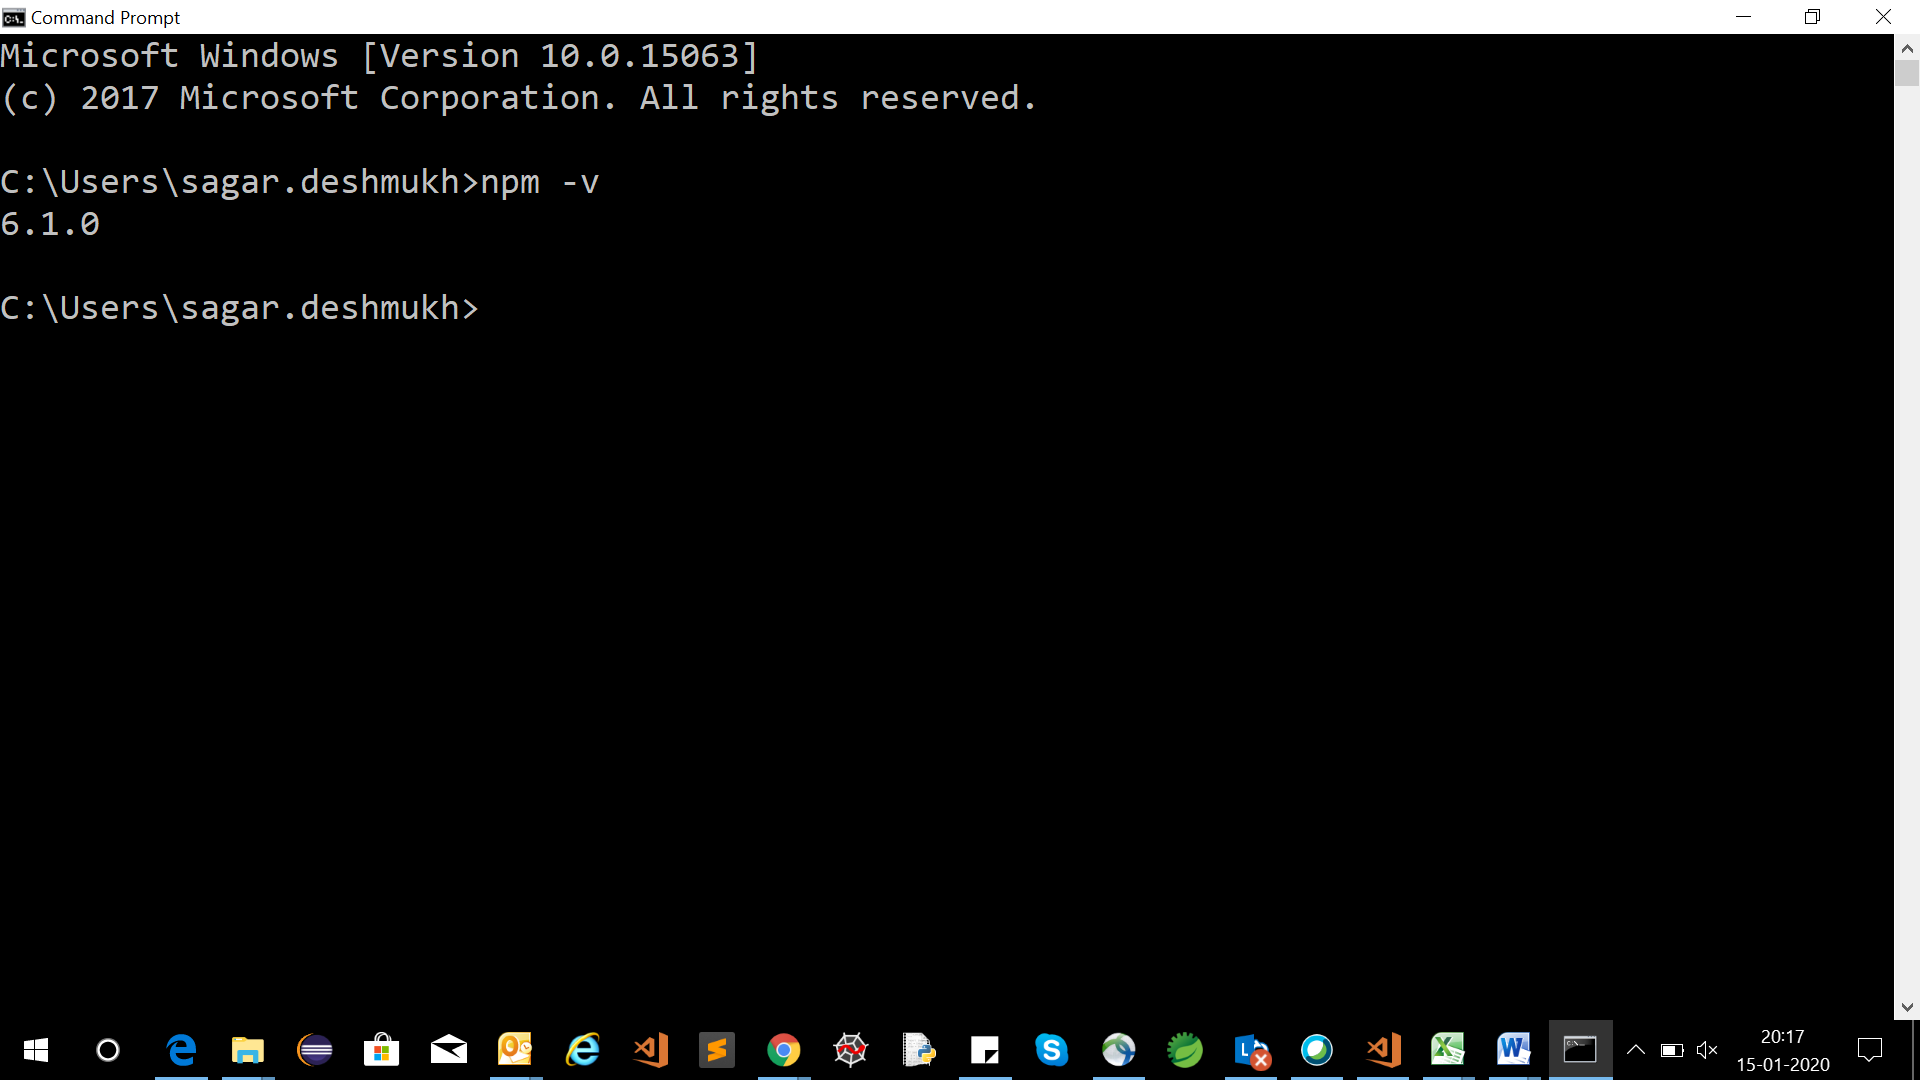 Command Prompt
Microsoft Windows [Version 10.0.15063]
(c) 2017 Microsoft Corporation. All rights reserved.
C:\Users\sagar.deshmukh>npm -v
6.1.0
C:\Users\sagar.deshmukh>
20:17
15-01-2020